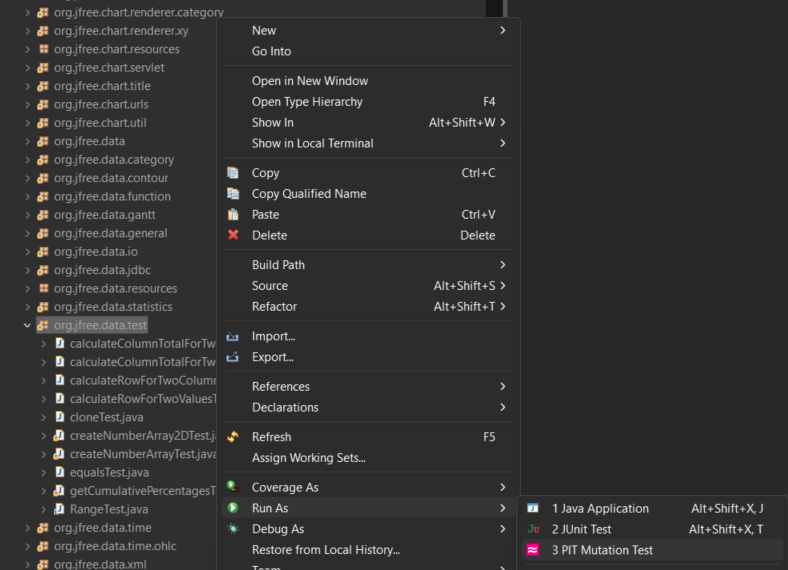 org.jfree.chart.renderer.category
org.jfree.chart.renderer.xy
org.jfree.chart.resources
org.jfree.chart.servlet
org.jfree.chart.title
org.jfree.chart.urls
org.jfree.chart.util
org.jfree.data
org.jfree.data.category
org.jfree.data.contour
org.jfree.data.function
org.jfree.data.gantt
org.jfree.data.general
org.jfree.data.io
org.jfree.data.jdbc
org.jfree.data.resources
org.jfree.data.statistics
org.jfree.data.test
calculateColumnTotalForTw
calculateColumnTotalForTw
calculateRowForTwoColumn
calculateRowForTwoValuesT
cloneTest.java
createNumberArray2DTest.j
createNumberArrayTest.java
equalsTest.java
getCumulativePercentagesT
RangeTest.java
org.jfree.data.time
org.jfree.data.time.ohlc
org.jfree.data.xml
New
Go Into
Open in New Window
Open Type Hierarchy F4
Show In Alt+Shift+W
Show in Local Terminal
Copy Ctrl+C
Copy Qualified Name
Paste Ctrl+V
Delete Delete
Build Path
Source Alt+Shift+S
Refactor Alt+Shift+T
Import...
Export...
References
Declarations
Refresh F5
Assign Working Sets...
Coverage As
Run As
Debug As
Restore from Local History...
Team
1 Java Application Alt+Shift+X, J
2 JUnit Test Alt+Shift+X, T
3 PIT Mutation Test